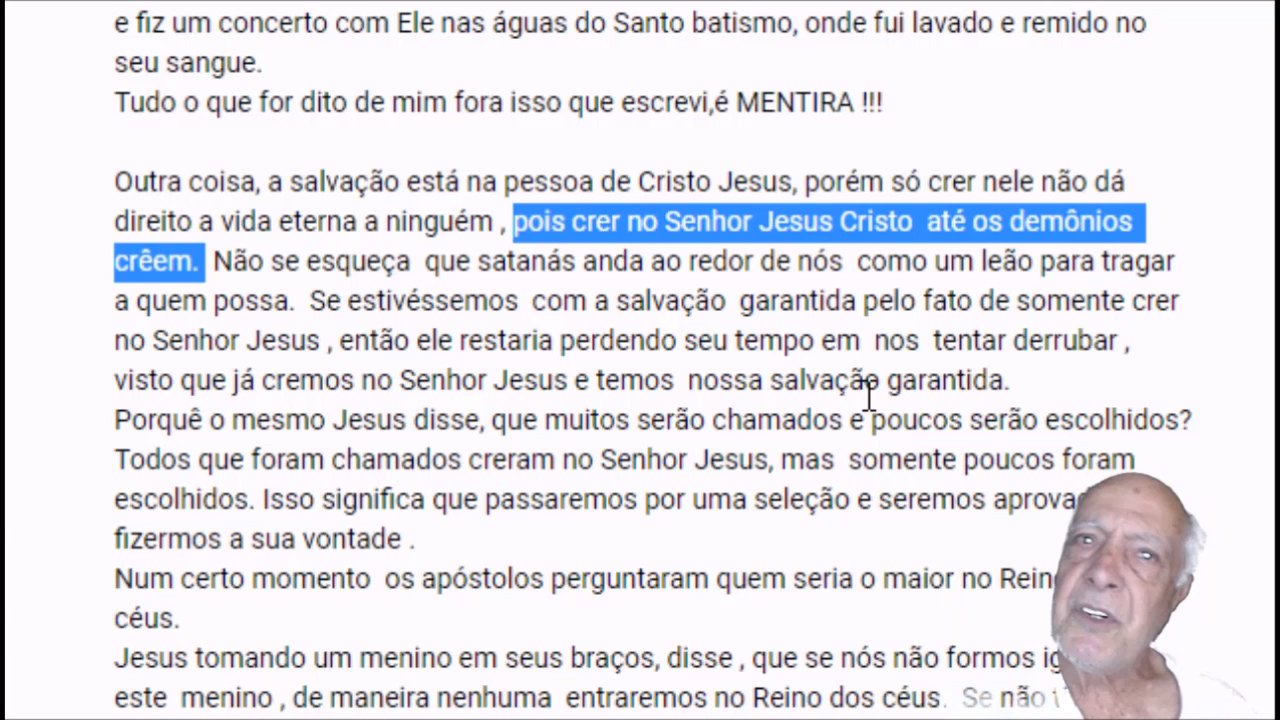 e fiz um concerto com Ele nas águas do Santo batismo, onde fui lavado e remido no
seu sangue.
Tudo o que for dito de mim fora isso que escrevi,é MENTIRA !!!
Outra coisa, a salvação está na pessoa de Cristo Jesus, porém só crer nele não dá
direito a vida eterna a ninguém , pois crer no Senhor Jesus Cristo  até os demônios
crêem.  Não se esqueça  que satanás anda ao redor de nós  como um leão para tragar
a quem possa.  Se estivéssemos  com a salvação  garantida pelo fato de somente crer
no Senhor Jesus , então ele restaria perdendo seu tempo em  nos  tentar derrubar ,
visto que já cremos no Senhor Jesus e temos  nossa salvação garantida.
Porquê o mesmo Jesus disse, que muitos serão chamados e poucos serão escolhidos?
Todos que foram chamados creram no Senhor Jesus, mas  somente poucos foram
escolhidos. Isso significa que passaremos por uma seleção e seremos
fizermos a sua vontade .
Num certo momento  os apóstolos perguntaram quem seria o maior no
céus.
Jesus tomando um menino em seus braços, disse , que se nós não formos
este  menino , de maneira nenhuma  entraremos no Reino dos céus.  Se não